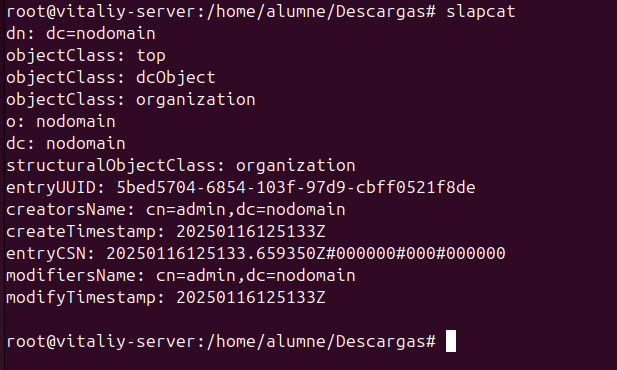 root@vitaliy-server:/home/alumne/Descargas# slapcat
dn: dc=nodomain
objectClass: top
objectClass: dcObject
objectClass: organization
o: nodomain
dc: nodomain
structuralObjectClass: organization
entryUUID: 5bed5704-6854-103f-97d9-cbff0521f8de
creatorsName: cn=admin,dc=nodomain
createTimestamp: 20250116125133Z
entryCSN: 20250116125133.659350Z#000000#000#000000
modifiersName: cn=admin,dc=nodomain
modifyTimestamp: 20250116125133Z
root@vitaliy-server:/home/alumne/Descargas#